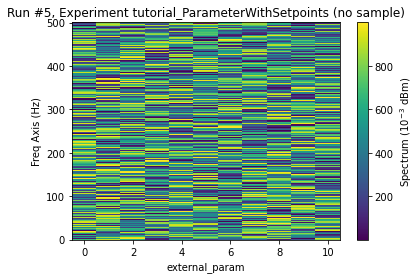 Run #5, Experiment tutorial_ParameterWithSetpoints (no sample)
500
400
300
200
100
0
Freq Axis (Hz)
0 2 4 6 8 10
external_param
800
600
400
200
Spectrum (10⁻³ dBm)